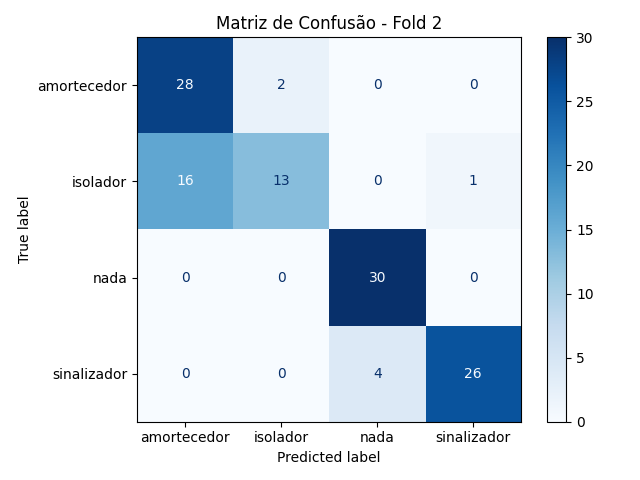 Matriz de Confusão - Fold 2
True label
amortecedor 28 2 0 0
isolador 16 13 0 1
nada 0 0 30 0
sinalizador 0 0 4 26
amortecedor isolador nada sinalizador
Predicted label
30
25
20
15
10
5
0